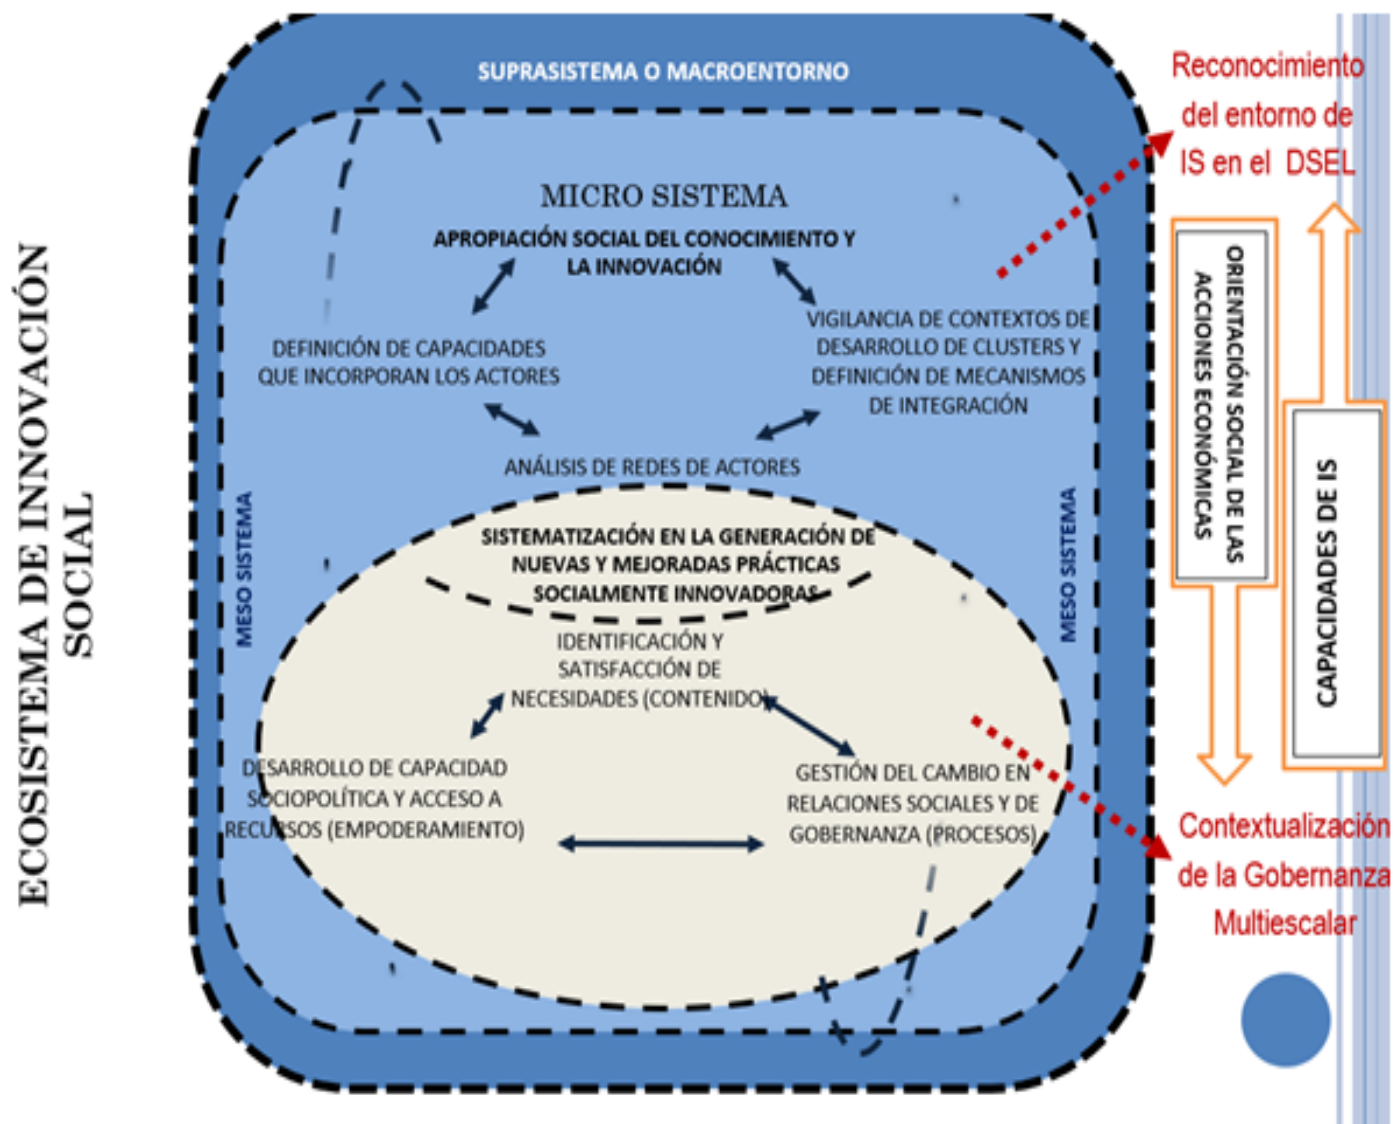 ECOSISTEMA DE INNOVACIÓN
SOCIAL
SUPRASISTEMA O MACROENTORNO
MICRO SISTEMA
APROPIACIÓN SOCIAL DEL CONOCIMIENTO Y
LA INNOVACIÓN
DEFINICIÓN DE CAPACIDADES
QUE INCORPORAN LOS ACTORES
VIGILANCIA DE CONTEXTOS DE
DESARROLLO DE CLUSTERS Y
DEFINICIÓN DE MECANISMOS
DE INTEGRACIÓN
ANÁLISIS DE REDES DE ACTORES
MESO SISTEMA
MESO SISTEMA
SISTEMATIZACIÓN EN LA GENERACIÓN DE
NUEVAS Y MEJORADAS PRÁCTICAS
SOCIALMENTE INNOVADORAS
IDENTIFICACIÓN Y
SATISFACCIÓN DE
NECESIDADES (CONTENIDO)
DESARROLLO DE CAPACIDAD
SOCIOPOLÍTICA Y ACCESO A
RECURSOS (EMPODERAMIENTO)
GESTIÓN DEL CAMBIO EN
RELACIONES SOCIALES Y DE
GOBERNANZA (PROCESOS)
Reconocimiento
del entorno de
IS en el DSEL
ORIENTACIÓN SOCIAL DE LAS
ACCIONES ECONÓMICAS
CAPACIDADES DE IS
Contextualización
de la Gobernanza
Multiescalar